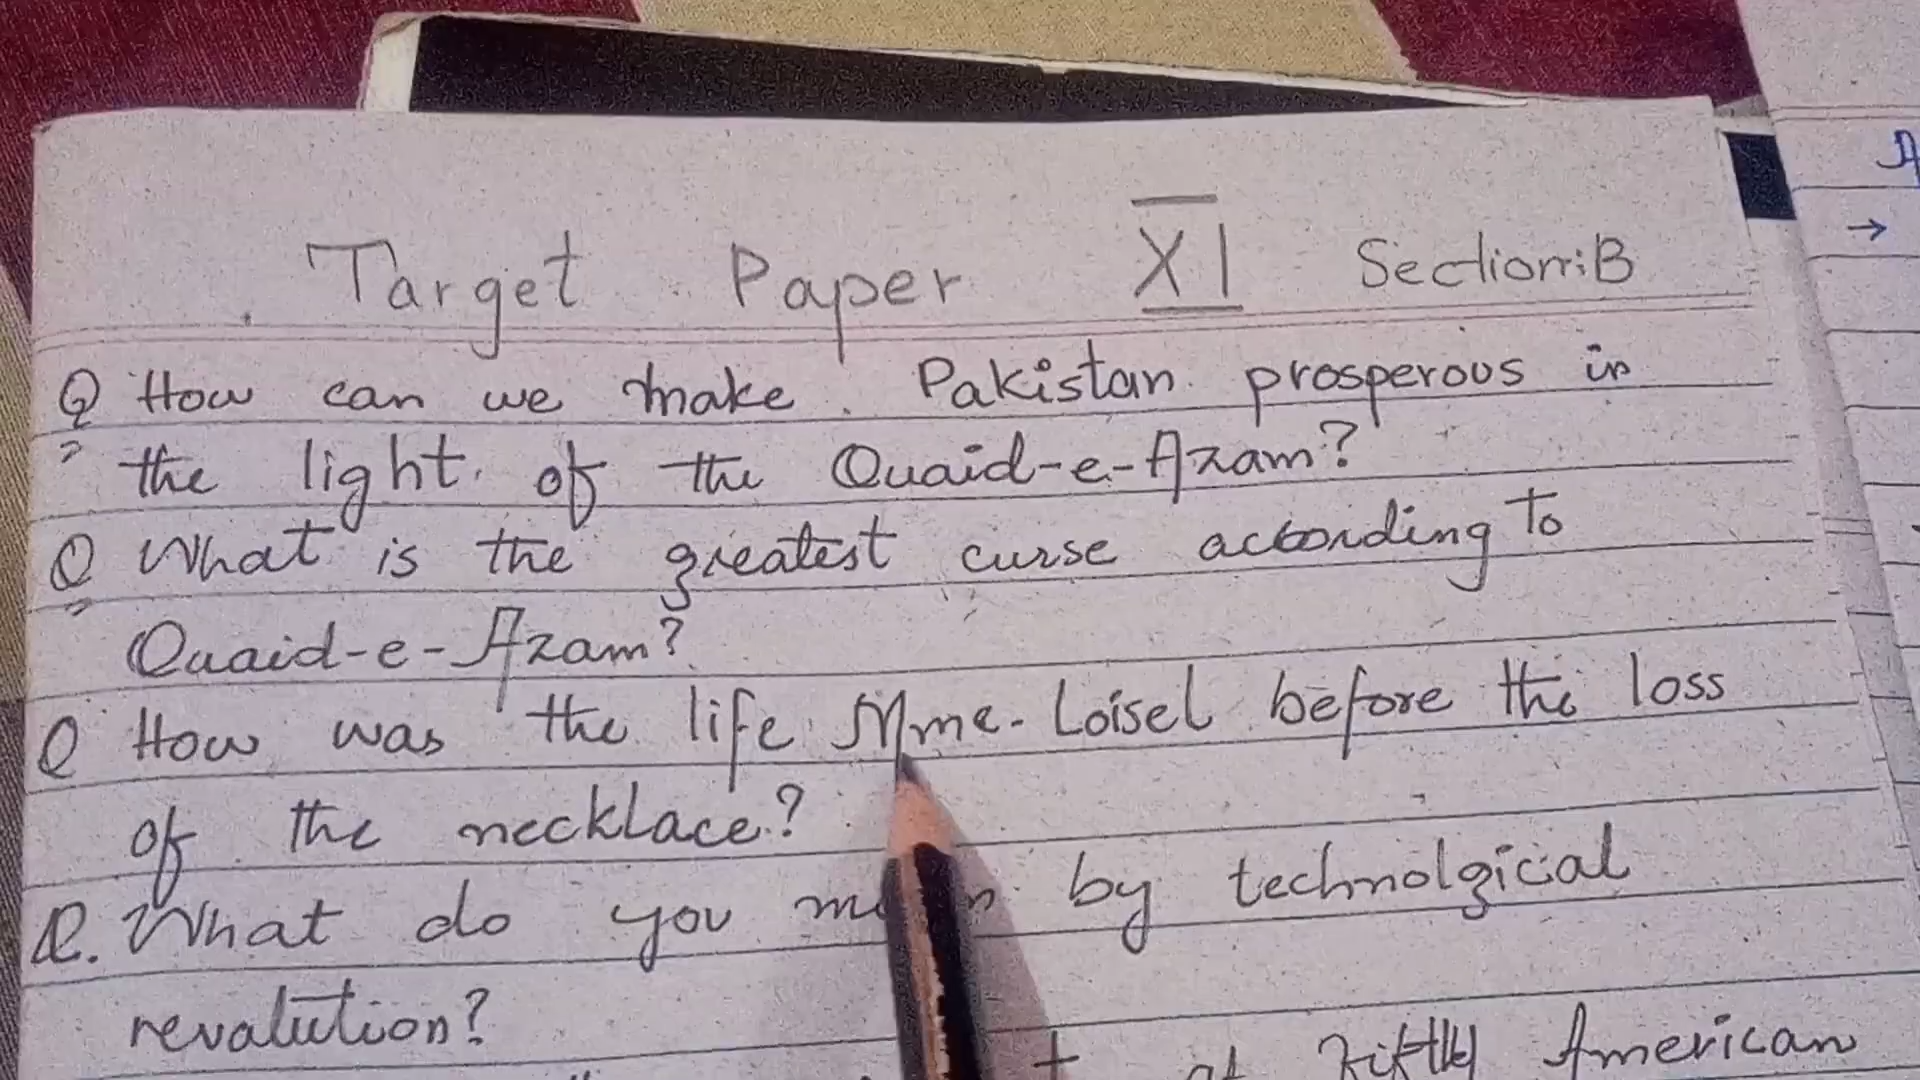 Target Paper XI Section:B
Q How can we make Pakistan prosperous in
the light of the Quaid-e-Azam?
Q What is the greatest curse according to
Quaid-e-Azam?
Q How was the life Mme. Loisel before the loss
of the necklace?
Q. What do you by technolgical
revalution?
at American